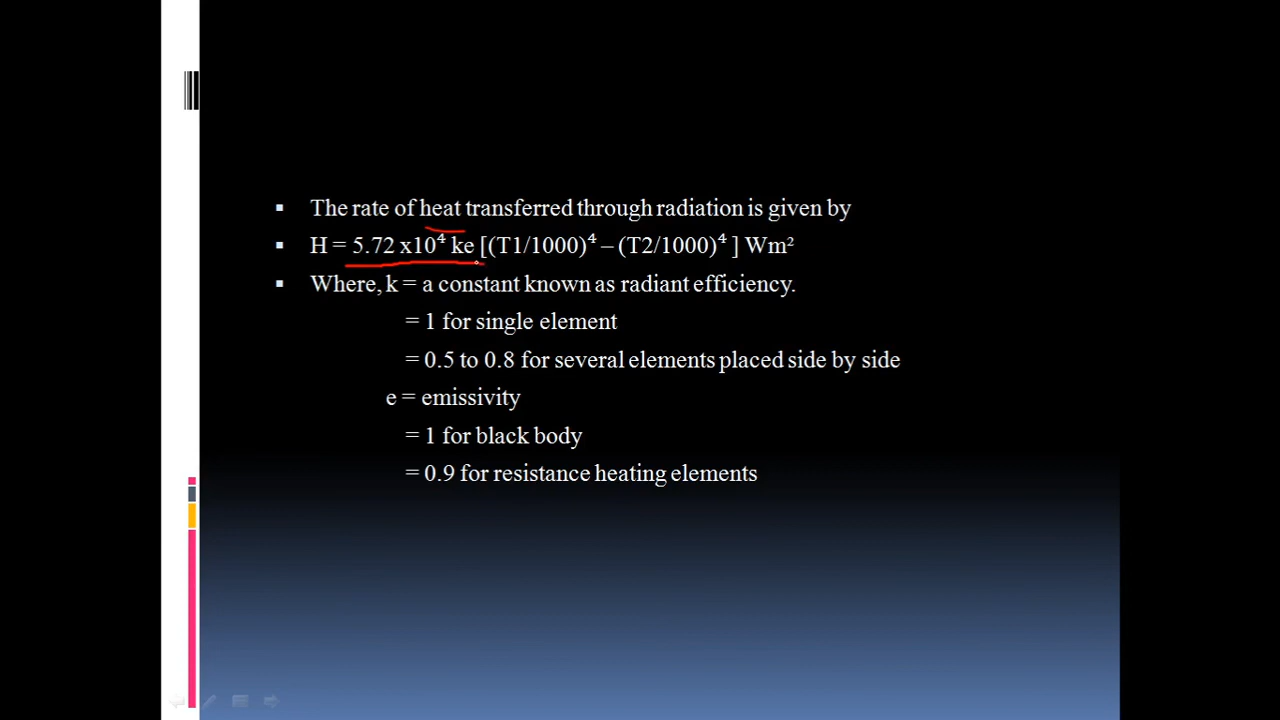 The rate of heat transferred through radiation is given by
H = 5.72 x10⁴ ke [(T1/1000)⁴ – (T2/1000)⁴ ] Wm²
Where, k = a constant known as radiant efficiency.
= 1 for single element
= 0.5 to 0.8 for several elements placed side by side
e = emissivity
= 1 for black body
= 0.9 for resistance heating elements